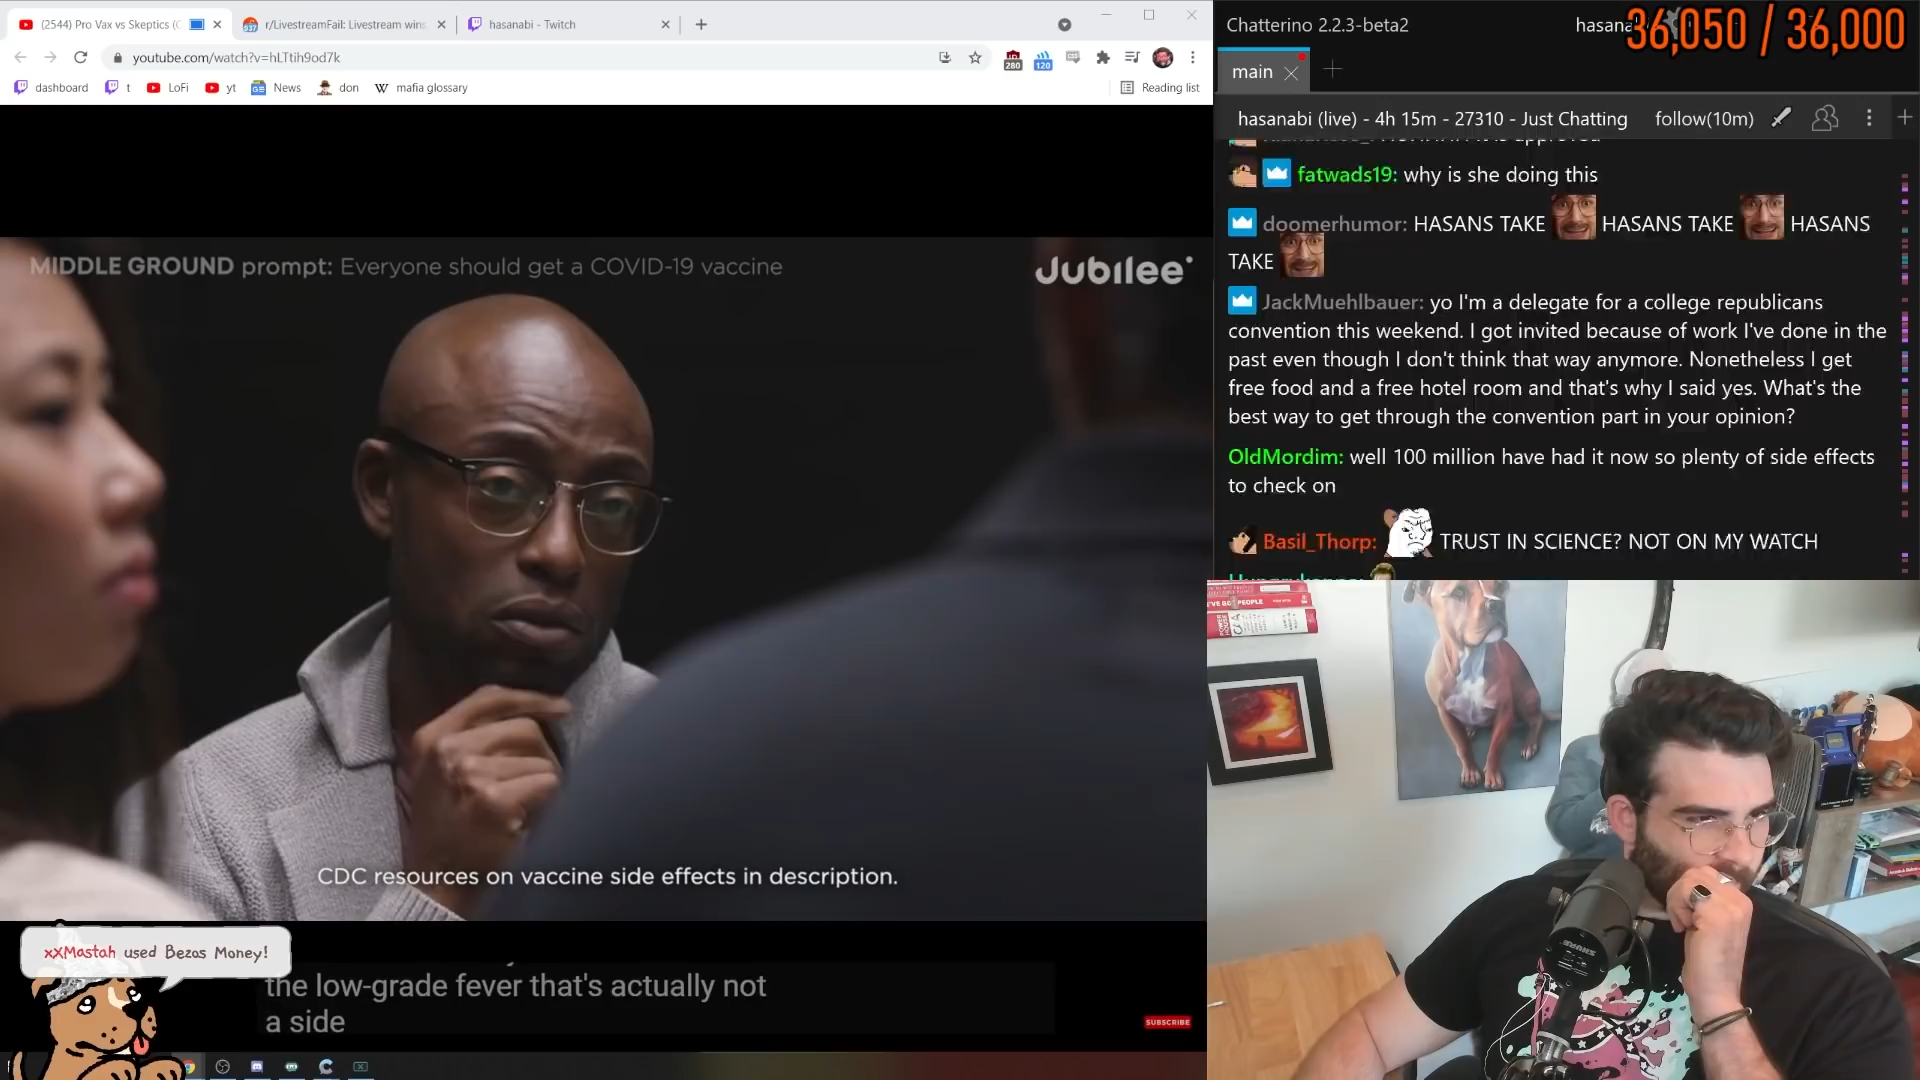 (2544) Pro Vax vs Skeptics (C
r/LivestreamFail: Livestream wins
hasanabi - Twitch
youtube.com/watch?v=hLTtih9od7k
280
120
dashboard
t
LoFi
yt
News
don
mafia glossary
Reading list
MIDDLE GROUND prompt: Everyone should get a COVID-19 vaccine
Jubilee
CDC resources on vaccine side effects in description.
xXMastah used Bezos Money!
the low-grade fever that's actually not
a side
SUBSCRIBE
Chatterino 2.2.3-beta2
36,050 / 36,000
main
hasanabi (live) - 4h 15m - 27310 - Just Chatting
follow(10m)
fatwads19: why is she doing this
doomerhumor: HASANS TAKE HASANS TAKE HASANS
TAKE
JackMuehlbauer: yo I'm a delegate for a college republicans
convention this weekend. I got invited because of work I've done in the
past even though I don't think that way anymore. Nonetheless I get
free food and a free hotel room and that's why I said yes. What's the
best way to get through the convention part in your opinion?
OldMordim: well 100 million have had it now so plenty of side effects
to check on
Basil_Thorp: TRUST IN SCIENCE? NOT ON MY WATCH